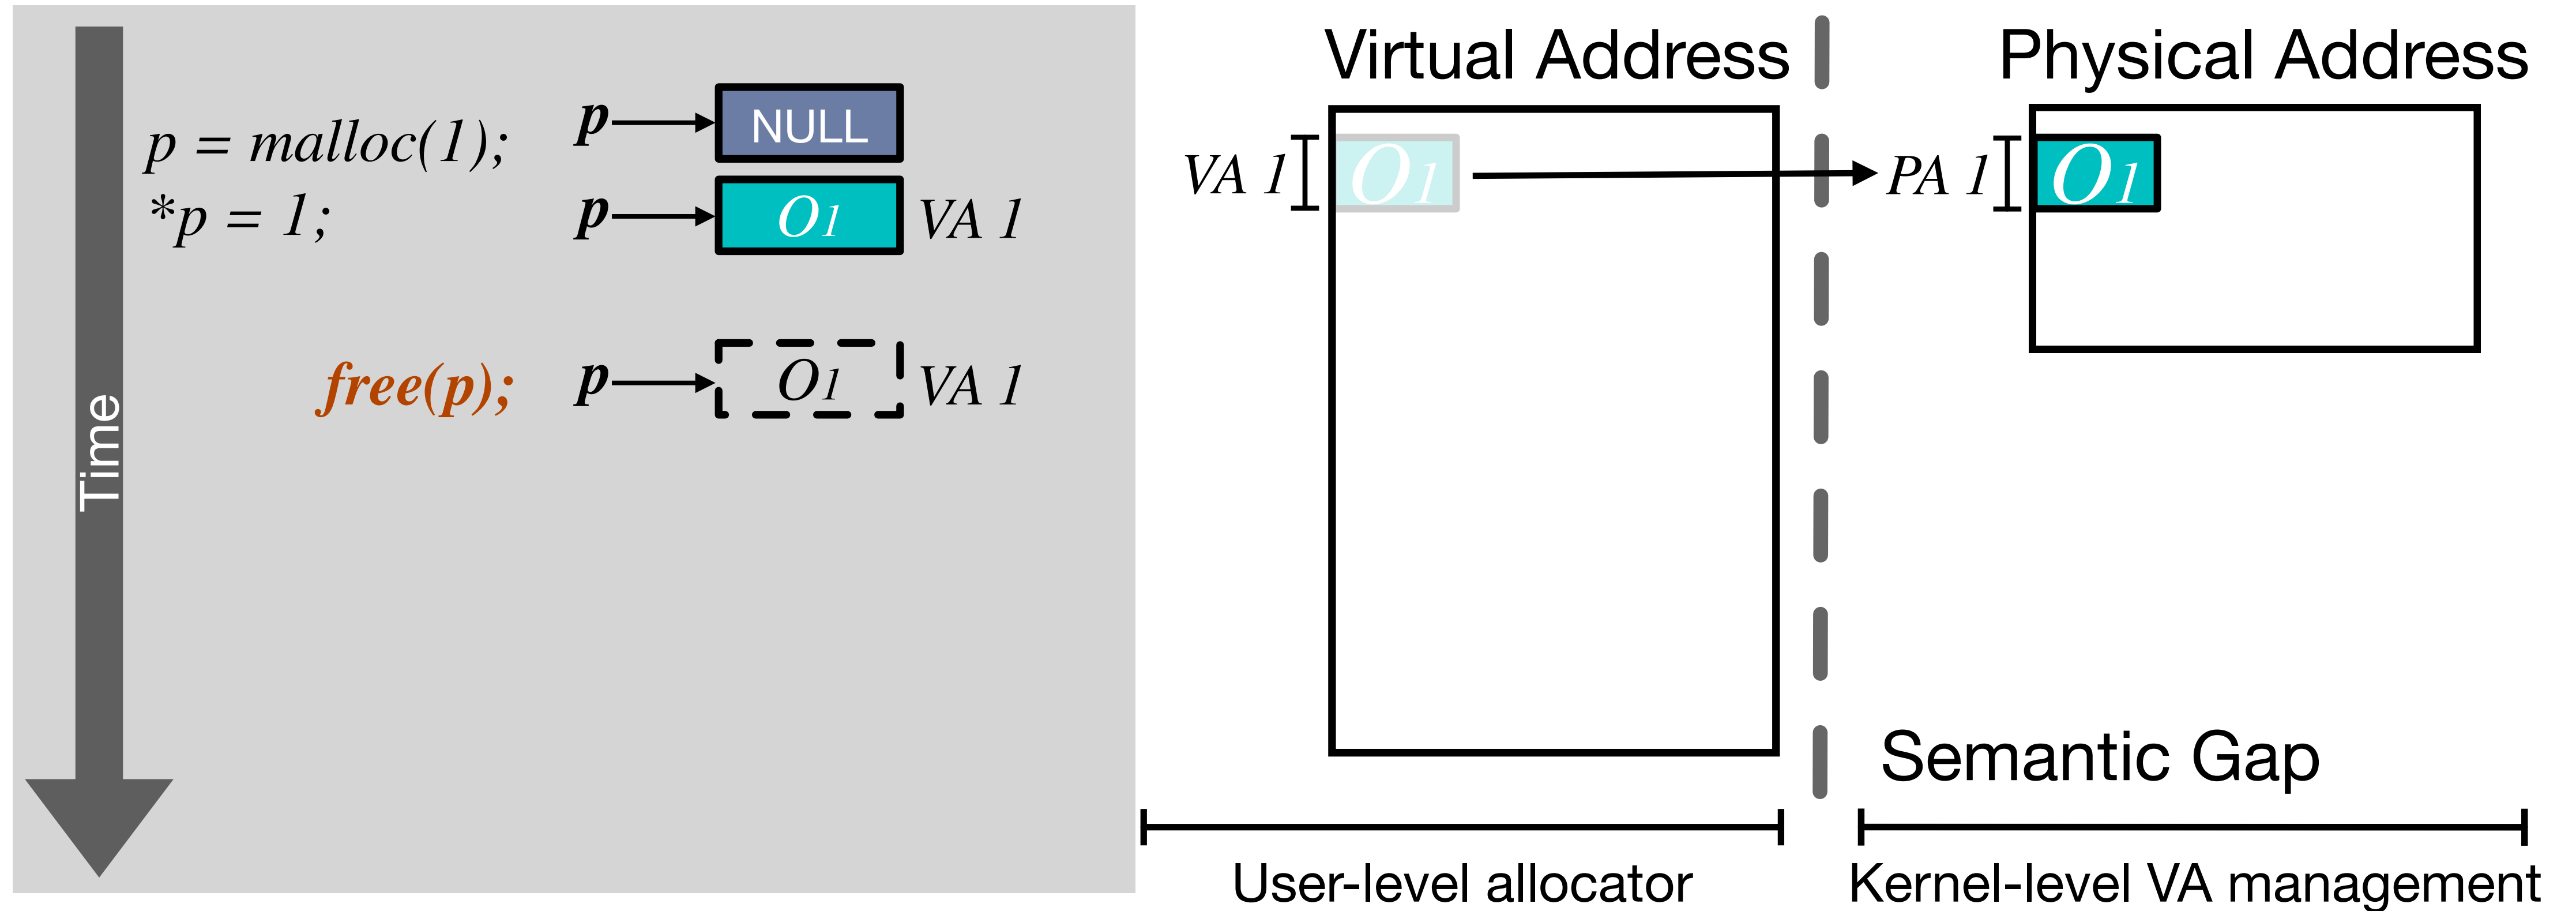 Time
p = malloc(1);
p
NULL
*p = 1;
p
O1
VA 1
free(p);
p
O1
VA 1
Virtual Address
VA 1
O1
Physical Address
PA 1
O1
Semantic Gap
User-level allocator
Kernel-level VA management